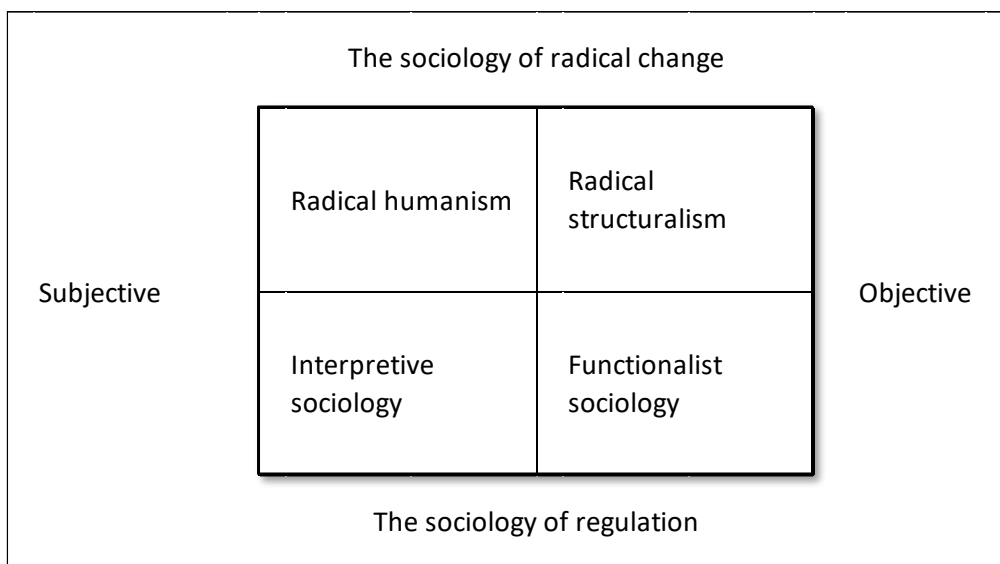 The sociology of radical change
Radical humanism
Radical
structuralism
Subjective
Objective
Interpretive
sociology
Functionalist
sociology
The sociology of regulation